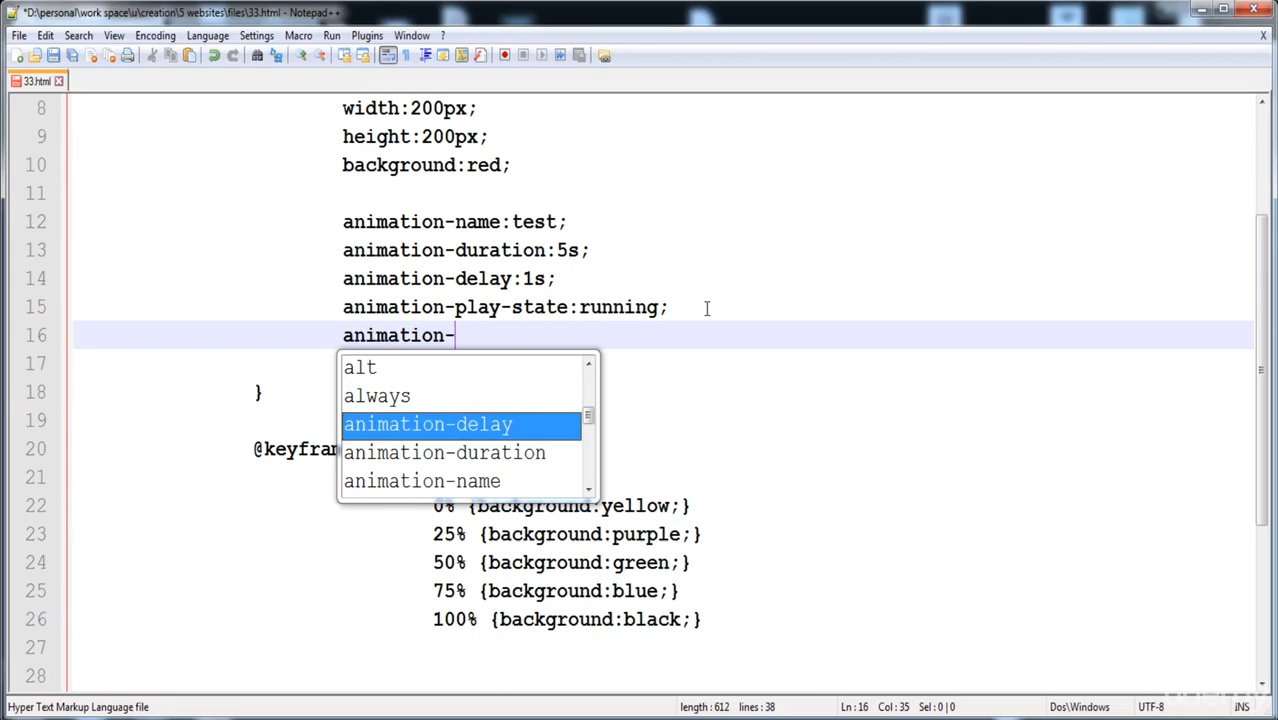 *D:\personal\work space\u\creation\5 websites\files\33.html - Notepad++
File Edit Search View Encoding Language Settings Macro Run Plugins Window ? X
33.html
8 width:200px;
9 height:200px;
10 background:red;
11
12 animation-name:test;
13 animation-duration:5s;
14 animation-delay:1s;
15 animation-play-state:running;
16 animation-
17
alt
18 }
always
19
animation-delay
20 @keyfram
animation-duration
21
animation-name
22 0% {background:yellow;}
23 25% {background:purple;}
24 50% {background:green;}
25 75% {background:blue;}
26 100% {background:black;}
27
28
Hyper Text Markup Language file length : 612 lines : 38 Ln : 16 Col : 35 Sel : 0 | 0 Dos\Windows UTF-8 INS